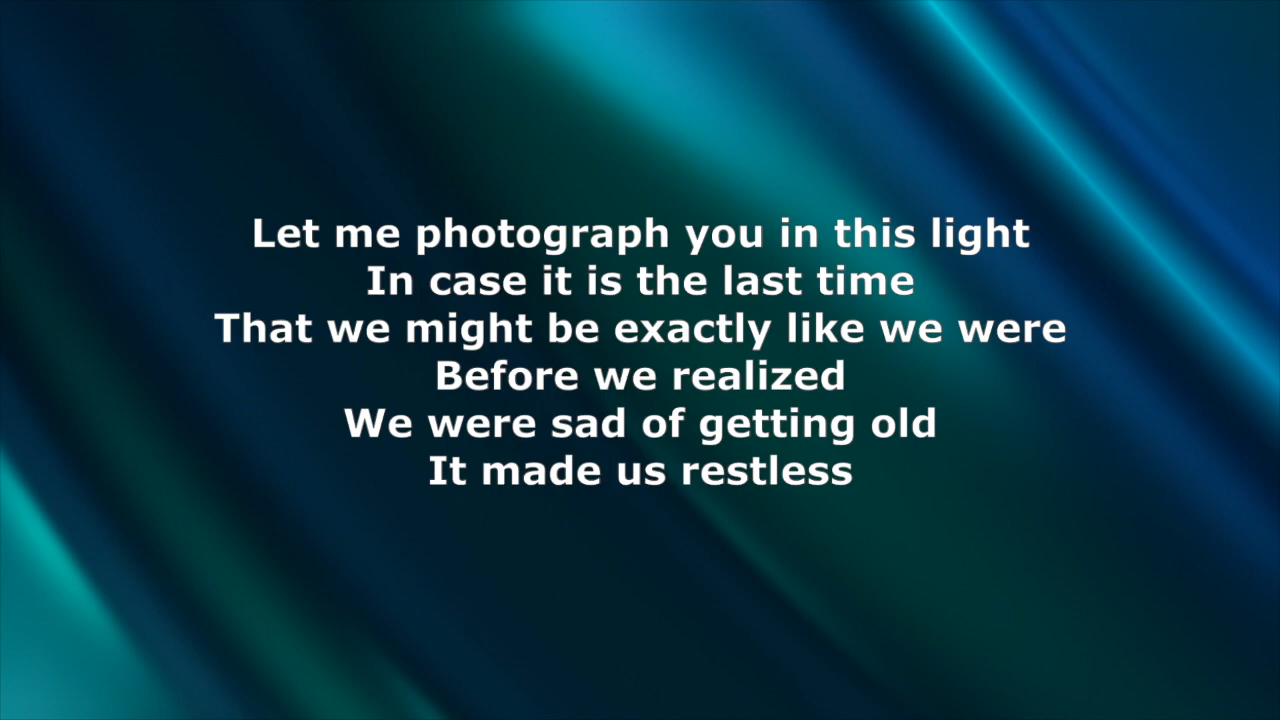 Let me photograph you in this light
In case it is the last time
That we might be exactly like we were
Before we realized
We were sad of getting old
It made us restless